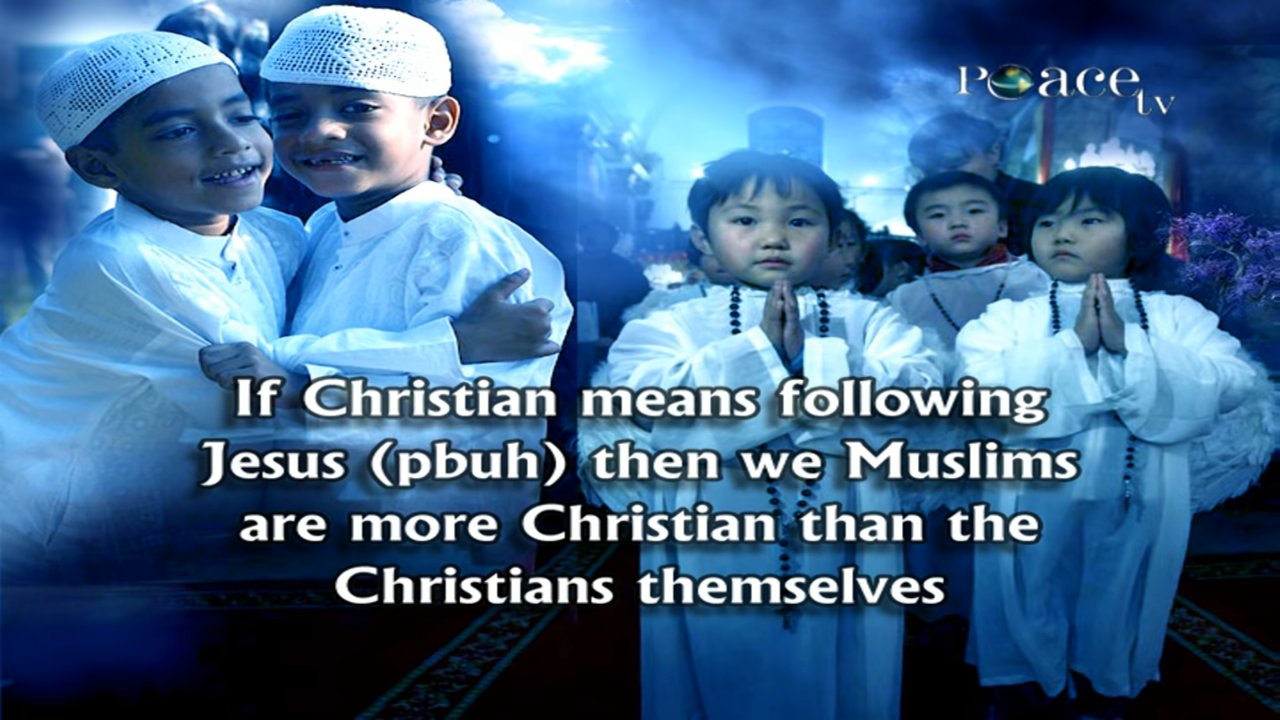 Peace tv
If Christian means following
Jesus (pbuh) then we Muslims
are more Christian than the
Christians themselves